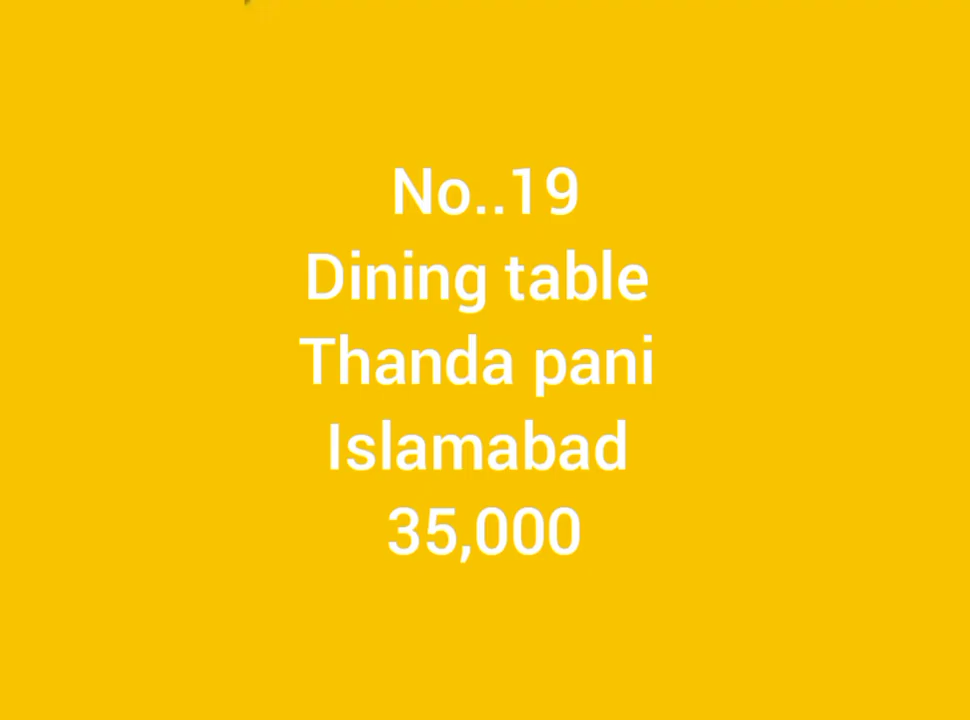 No..19
Dining table
Thanda pani
Islamabad
35,000